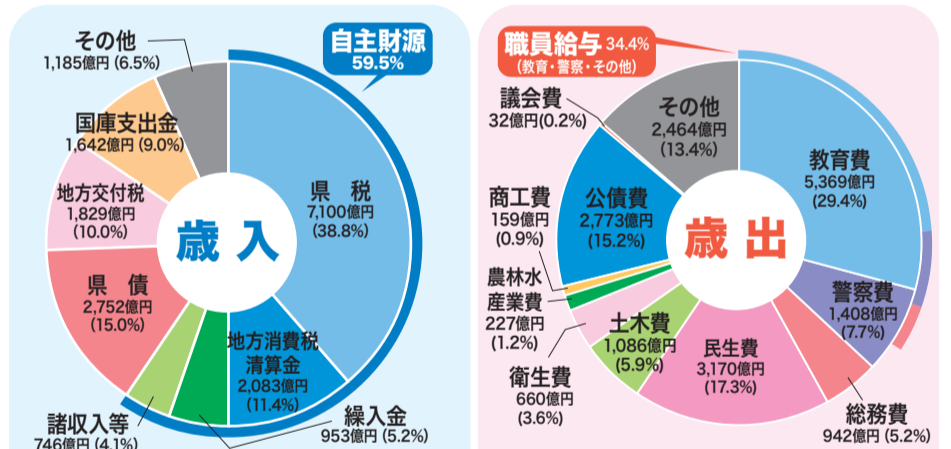 その他
1,185億円 (6.5%)
自主財源
59.5%
国庫支出金
1,642億円 (9.0%)
地方交付税
1,829億円
(10.0%)
県税
7,100億円
(38.8%)
歳入
県債
2,752億円
(15.0%)
地方消費税
清算金
2,083億円
(11.4%)
諸収入等
746億円 (4.1%)
繰入金
953億円 (5.2%)
職員給与 34.4%
(教育・警察・その他)
議会費
32億円(0.2%)
その他
2,464億円
(13.4%)
教育費
5,369億円
(29.4%)
商工費
159億円
(0.9%)
公債費
2,773億円
(15.2%)
歳出
農林水
産業費
227億円
(1.2%)
警察費
1,408億円
(7.7%)
土木費
1,086億円
(5.9%)
民生費
3,170億円
(17.3%)
衛生費
660億円
(3.6%)
総務費
942億円 (5.2%)